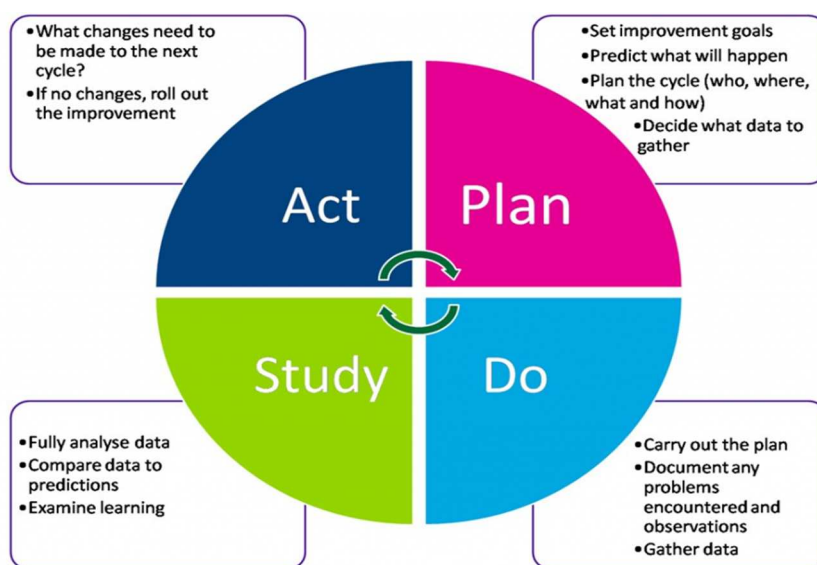 •What changes need to
be made to the next
cycle?
•If no changes, roll out
the improvement
•Set improvement goals
•Predict what will happen
•Plan the cycle (who, where,
what and how)
•Decide what data to
gather
Act
Plan
Study
Do
•Fully analyse data
•Compare data to
predictions
•Examine learning
•Carry out the plan
•Document any
problems
encountered and
observations
•Gather data